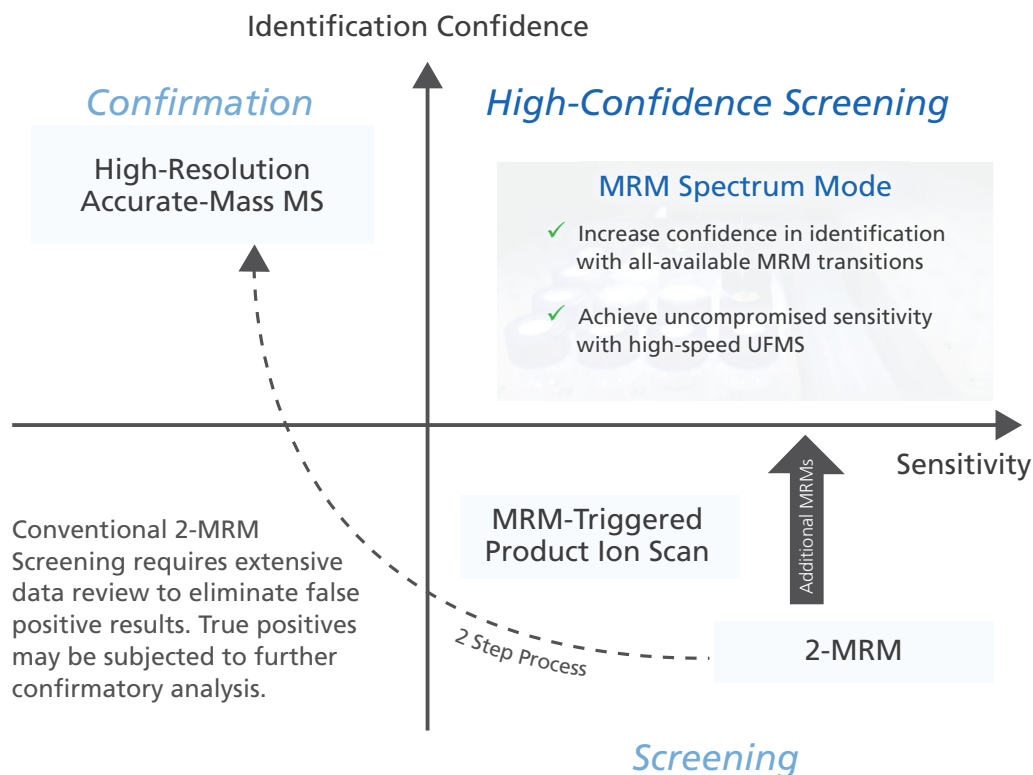 Identification Confidence
Confirmation
High-Confidence Screening
High-Resolution
Accurate-Mass MS
MRM Spectrum Mode
✓ Increase confidence in identification
with all-available MRM transitions
✓ Achieve uncompromised sensitivity
with high-speed UFMS
Sensitivity
Additional MRMs
MRM-Triggered
Product Ion Scan
Conventional 2-MRM
Screening requires extensive
data review to eliminate false
positive results. True positives
may be subjected to further
confirmatory analysis.
2 Step Process
2-MRM
Screening